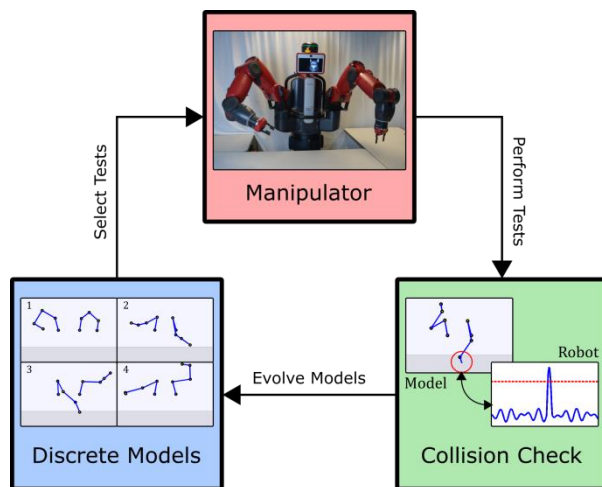 Manipulator
Select Tests
Perform Tests
1
2
3
4
Discrete Models
Evolve Models
Model
Robot
Collision Check